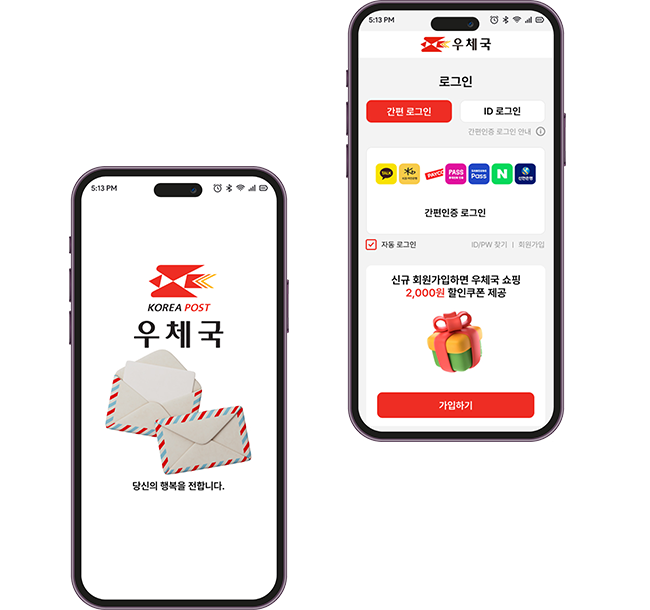 5:13 PM
KOREA POST
우체국
당신의 행복을 전합니다.
5:13 PM
우체국
로그인
간편 로그인
ID 로그인
간편인증 로그인 안내
TALK
PAYCO
PASS
SAMSUNG
Pass
N
신한은행
간편인증 로그인
자동 로그인
ID/PW 찾기 | 회원가입
신규 회원가입하면 우체국 쇼핑
2,000원 할인쿠폰 제공
가입하기